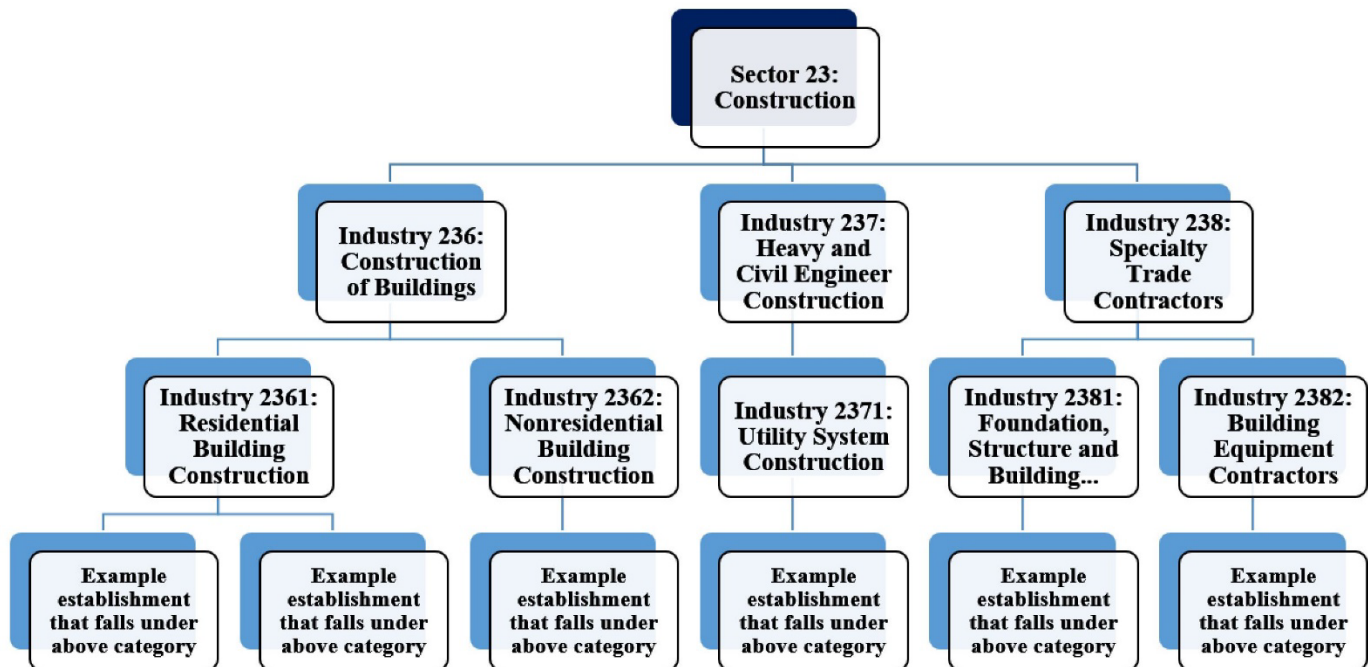 Sector 23:
Construction
Industry 236:
Construction
of Buildings
Industry 237:
Heavy and
Civil Engineer
Construction
Industry 238:
Specialty
Trade
Contractors
Industry 2361:
Residential
Building
Construction
Industry 2362:
Nonresidential
Building
Construction
Industry 2371:
Utility System
Construction
Industry 2381:
Foundation,
Structure and
Building...
Industry 2382:
Building
Equipment
Contractors
Example
establishment
that falls under
above category
Example
establishment
that falls under
above category
Example
establishment
that falls under
above category
Example
establishment
that falls under
above category
Example
establishment
that falls under
above category
Example
establishment
that falls under
above category